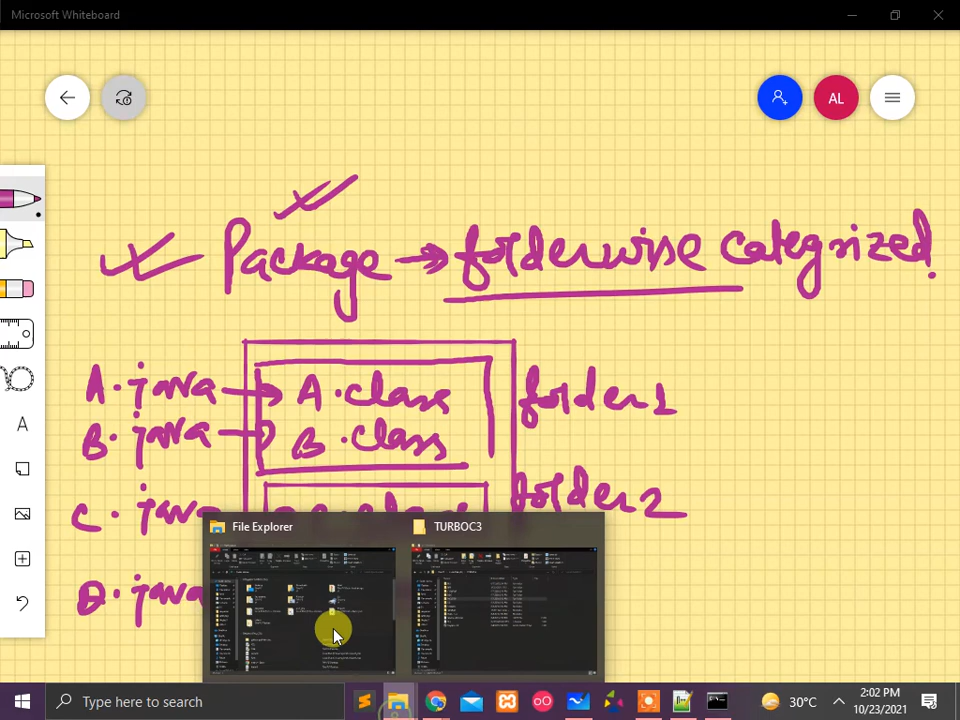 Microsoft Whiteboard
AL
Package → folderwise categrized.
A.java → A.class folder1
B.java → B.class
C.java folder2
D.java
A
File Explorer
TURBOC3
Type here to search
30°C
2:02 PM
10/23/2021